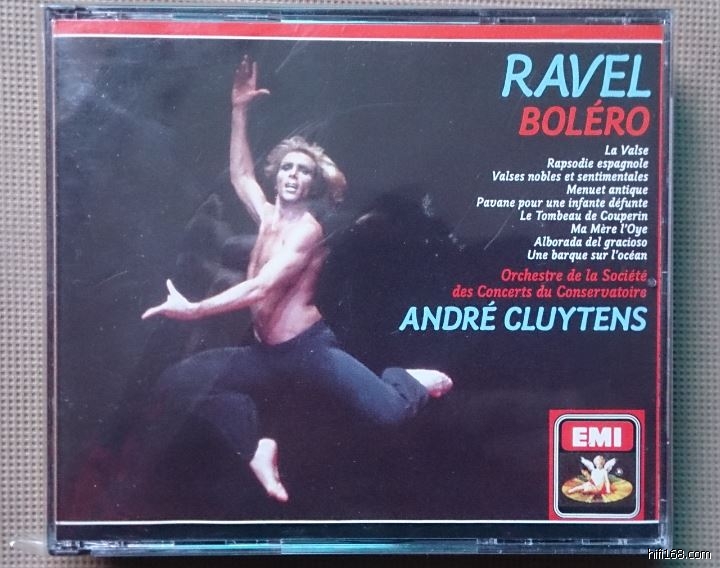 RAVEL
BOLÉRO
La Valse
Rapsodie espagnole
Valses nobles et sentimentales
Menuet antique
Pavane pour une infante défunte
Le Tombeau de Couperin
Ma Mère l'Oye
Alborada del gracioso
Une barque sur l'océan
Orchestre de la Société
des Concerts du Conservatoire
ANDRÉ CLUYTENS
EMI
hifi168.com